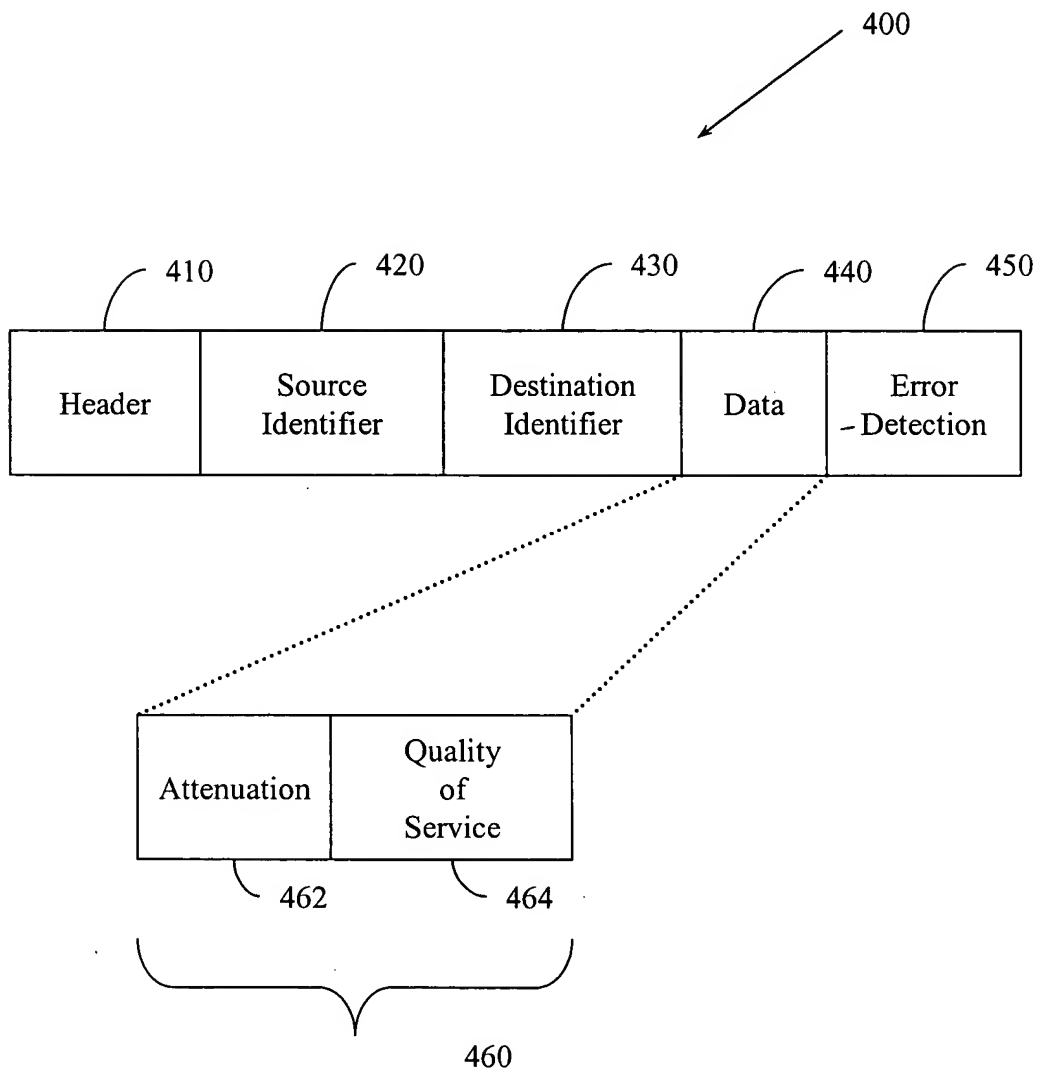 400
410
420
430
440
450
Header
Source
Identifier
Destination
Identifier
Data
Error
Detection
Attenuation
Quality
of
Service
462
464
460